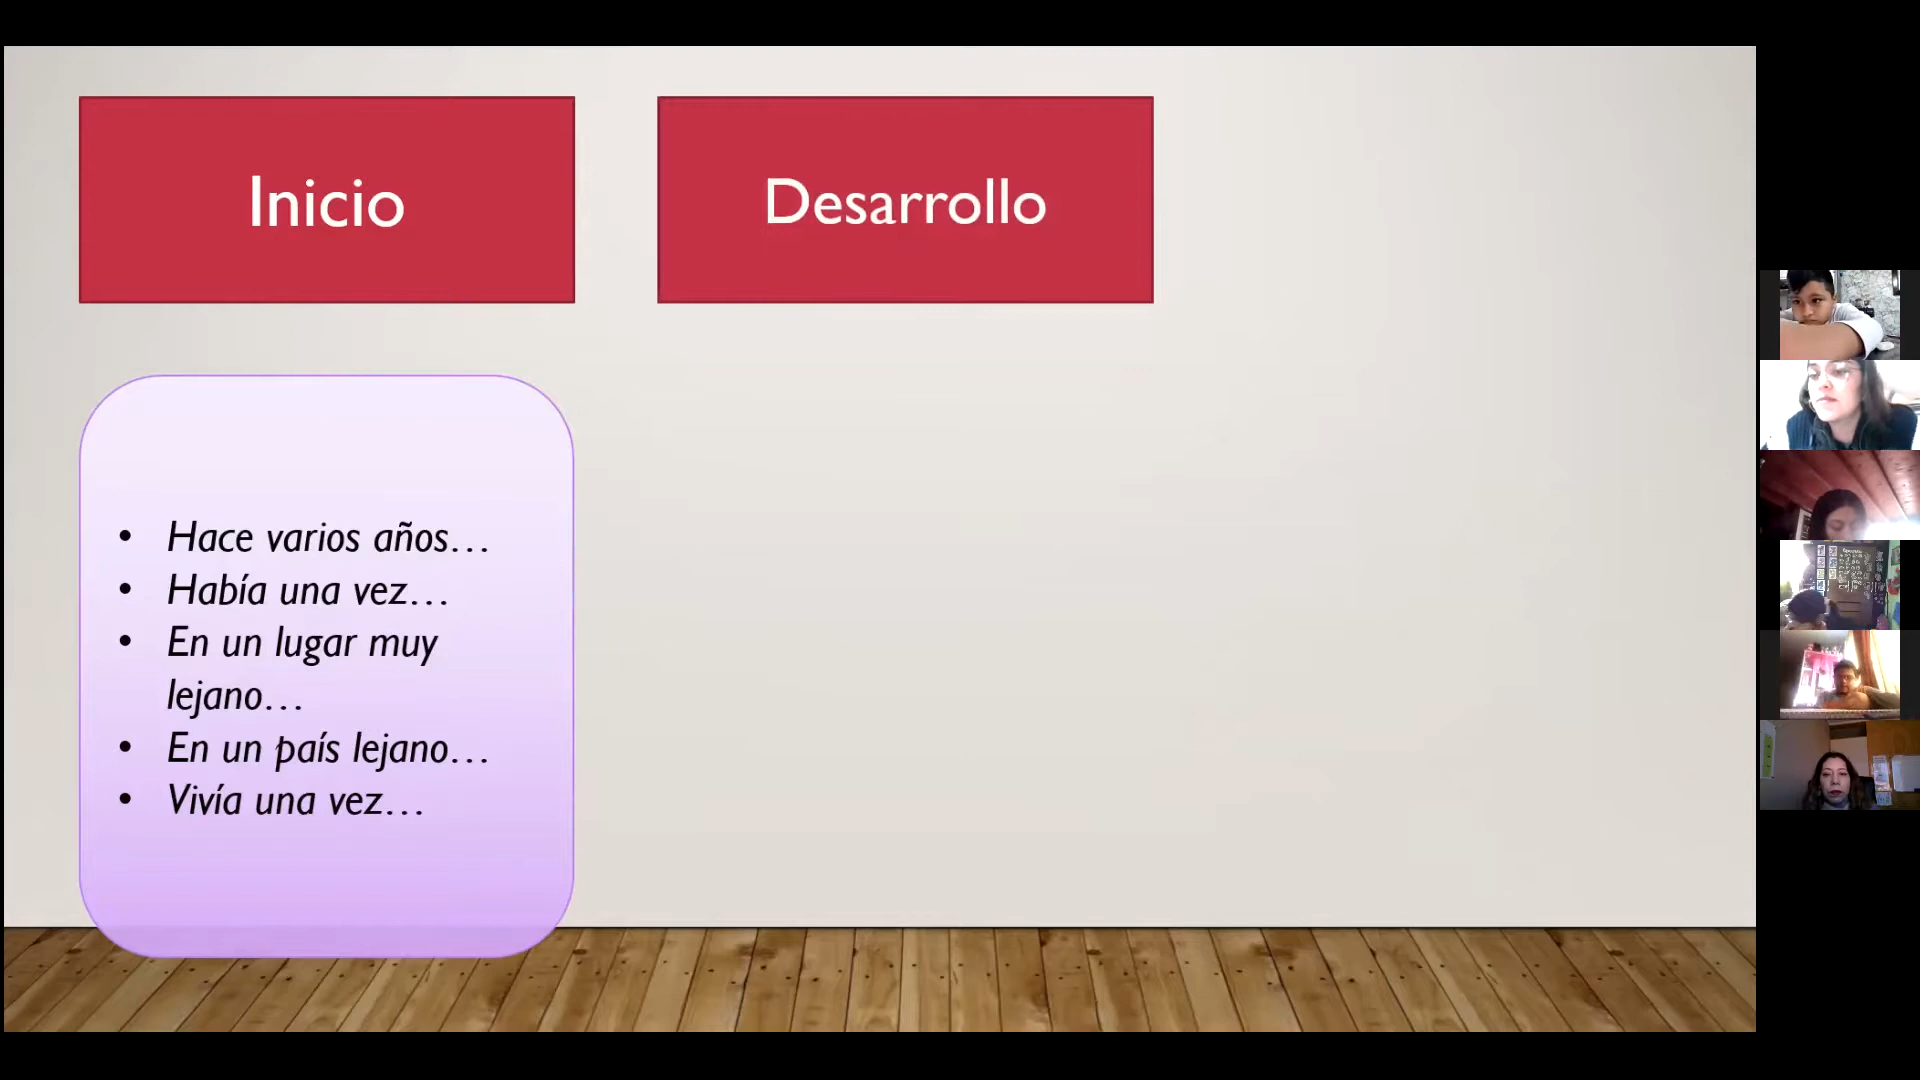 Inicio
Desarrollo
• Hace varios años…
• Había una vez…
• En un lugar muy
lejano…
• En un país lejano…
• Vivía una vez…